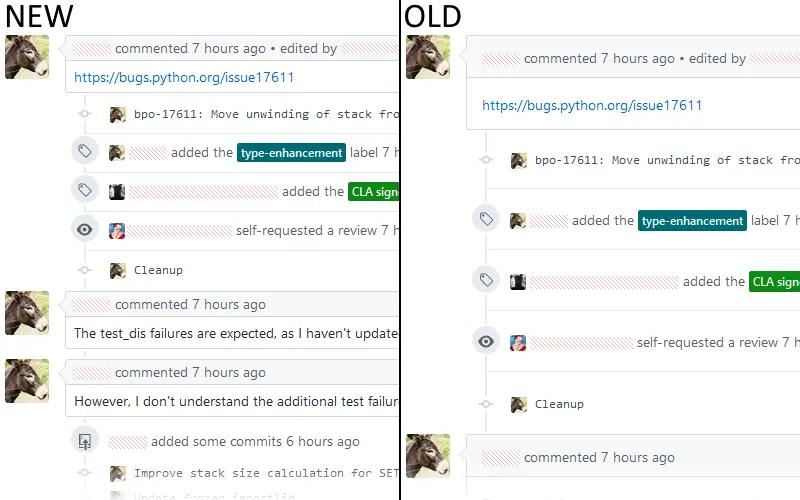 NEW
commented 7 hours ago • edited by
https://bugs.python.org/issue17611
bpo-17611: Move unwinding of stack fro
added the type-enhancement label 7 h
added the CLA sign
self-requested a review 7 h
Cleanup
commented 7 hours ago
The test_dis failures are expected, as I haven't update
commented 7 hours ago
However, I don't understand the additional test failur
added some commits 6 hours ago
Improve stack size calculation for SET
Update frozen importlib
OLD
commented 7 hours ago • edited by
https://bugs.python.org/issue17611
bpo-17611: Move unwinding of stack fro
added the type-enhancement label 7 h
added the CLA signe
self-requested a review 7 h
Cleanup
commented 7 hours ago